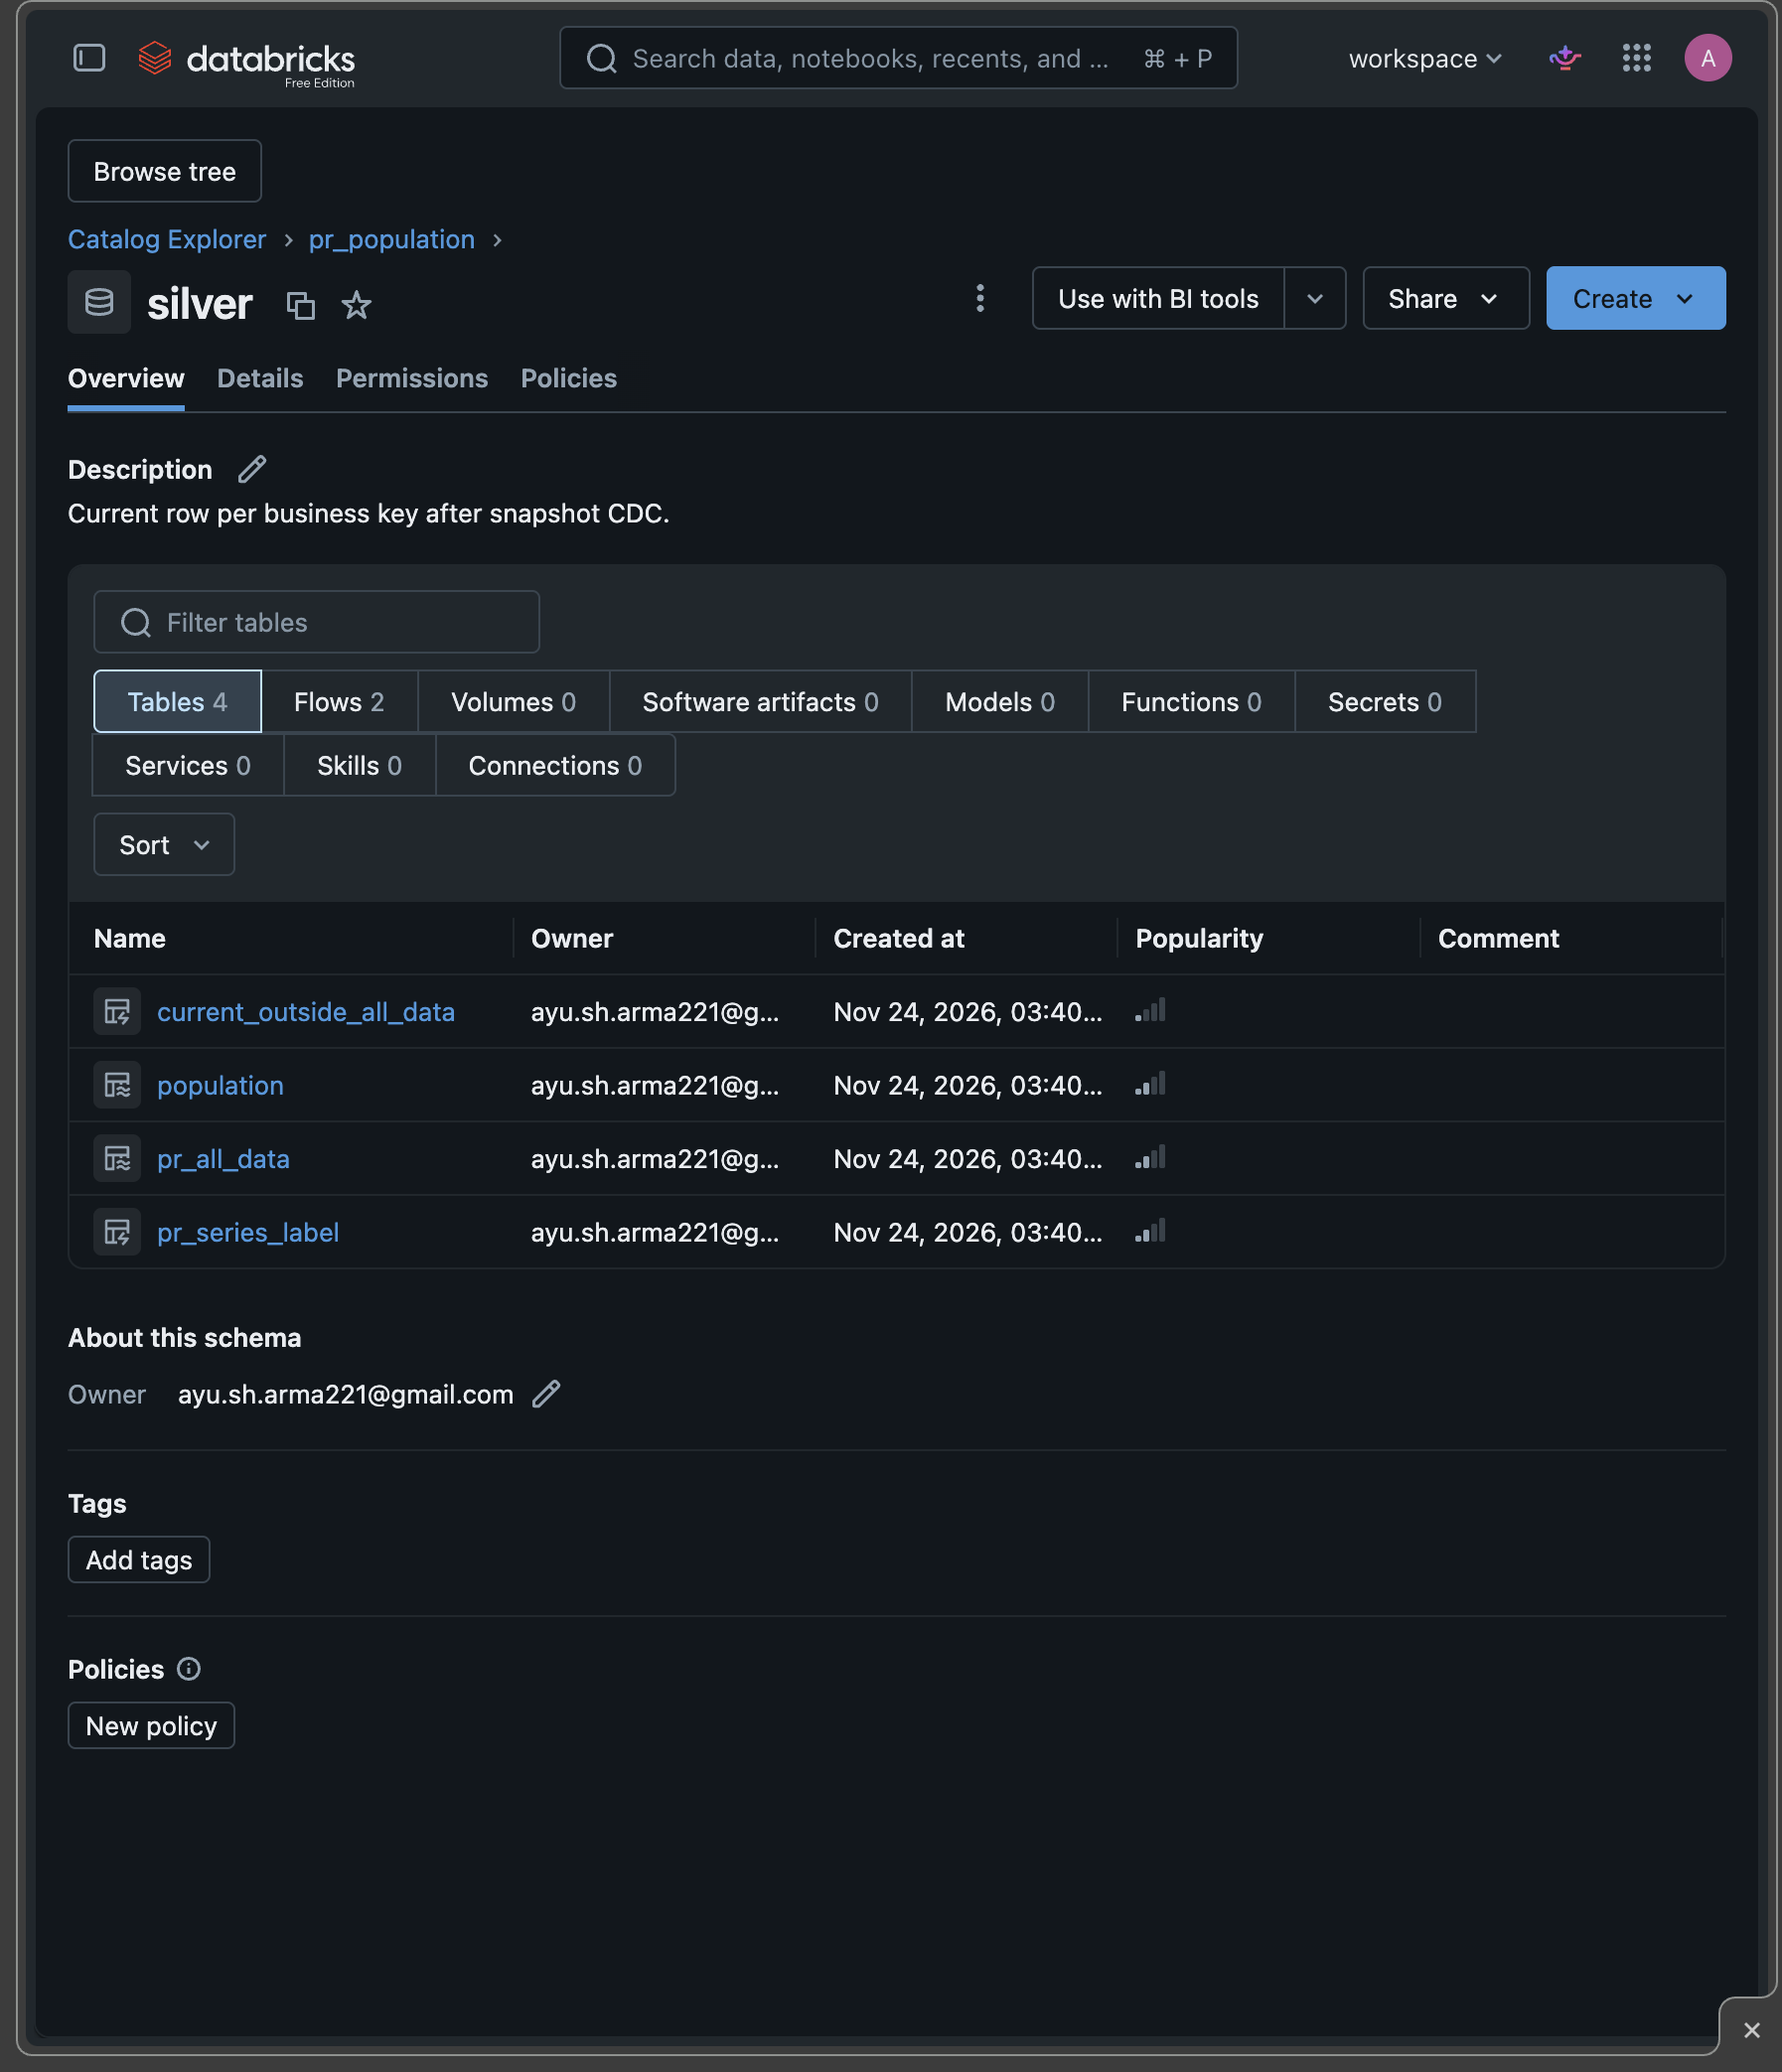 databricks
Free Edition
Search data, notebooks, recents, and ... ⌘ + P
workspace
A
Browse tree
Catalog Explorer › pr_population ›
silver
Use with BI tools
Share
Create
Overview Details Permissions Policies
Description
Current row per business key after snapshot CDC.
Filter tables
Tables 4 Flows 2 Volumes 0 Software artifacts 0 Models 0 Functions 0 Secrets 0
Services 0 Skills 0 Connections 0
Sort
Name Owner Created at Popularity Comment
current_outside_all_data ayu.sh.arma221@g... Nov 24, 2026, 03:40...
population ayu.sh.arma221@g... Nov 24, 2026, 03:40...
pr_all_data ayu.sh.arma221@g... Nov 24, 2026, 03:40...
pr_series_label ayu.sh.arma221@g... Nov 24, 2026, 03:40...
About this schema
Owner ayu.sh.arma221@gmail.com
Tags
Add tags
Policies
New policy